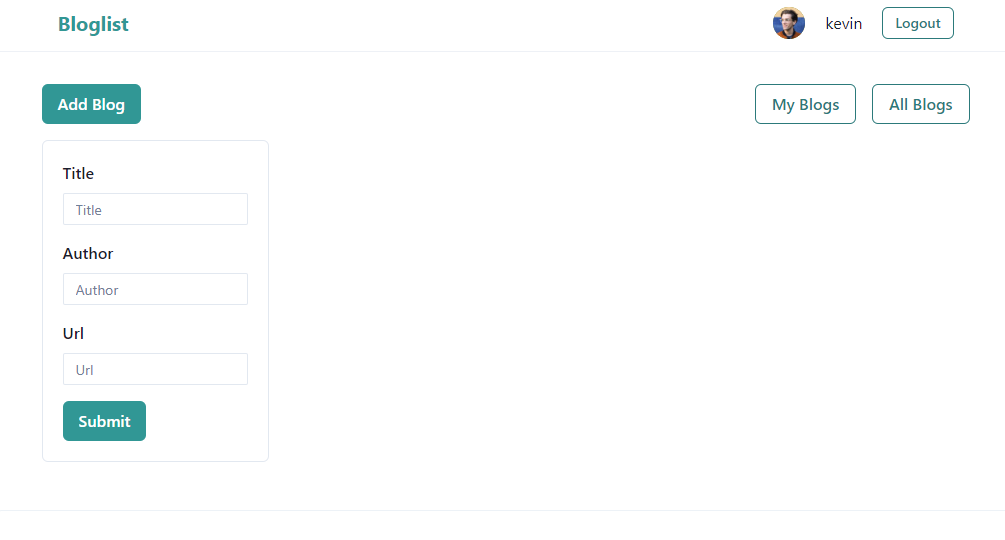 Bloglist
kevin
Logout
Add Blog
My Blogs
All Blogs
Title
Title
Author
Author
Url
Url
Submit